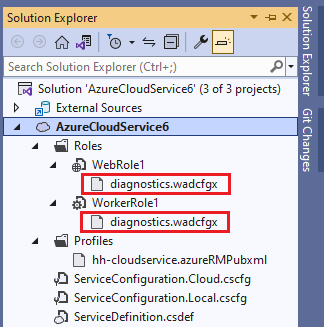 Solution Explorer
Search Solution Explorer (Ctrl+;)
Solution 'AzureCloudService6' (3 of 3 projects)
External Sources
AzureCloudService6
Roles
WebRole1
diagnostics.wadcfgx
WorkerRole1
diagnostics.wadcfgx
Profiles
hh-cloudservice.azureRMPubxml
ServiceConfiguration.Cloud.cscfg
ServiceConfiguration.Local.cscfg
ServiceDefinition.csdef
Solution Explorer
Git Changes